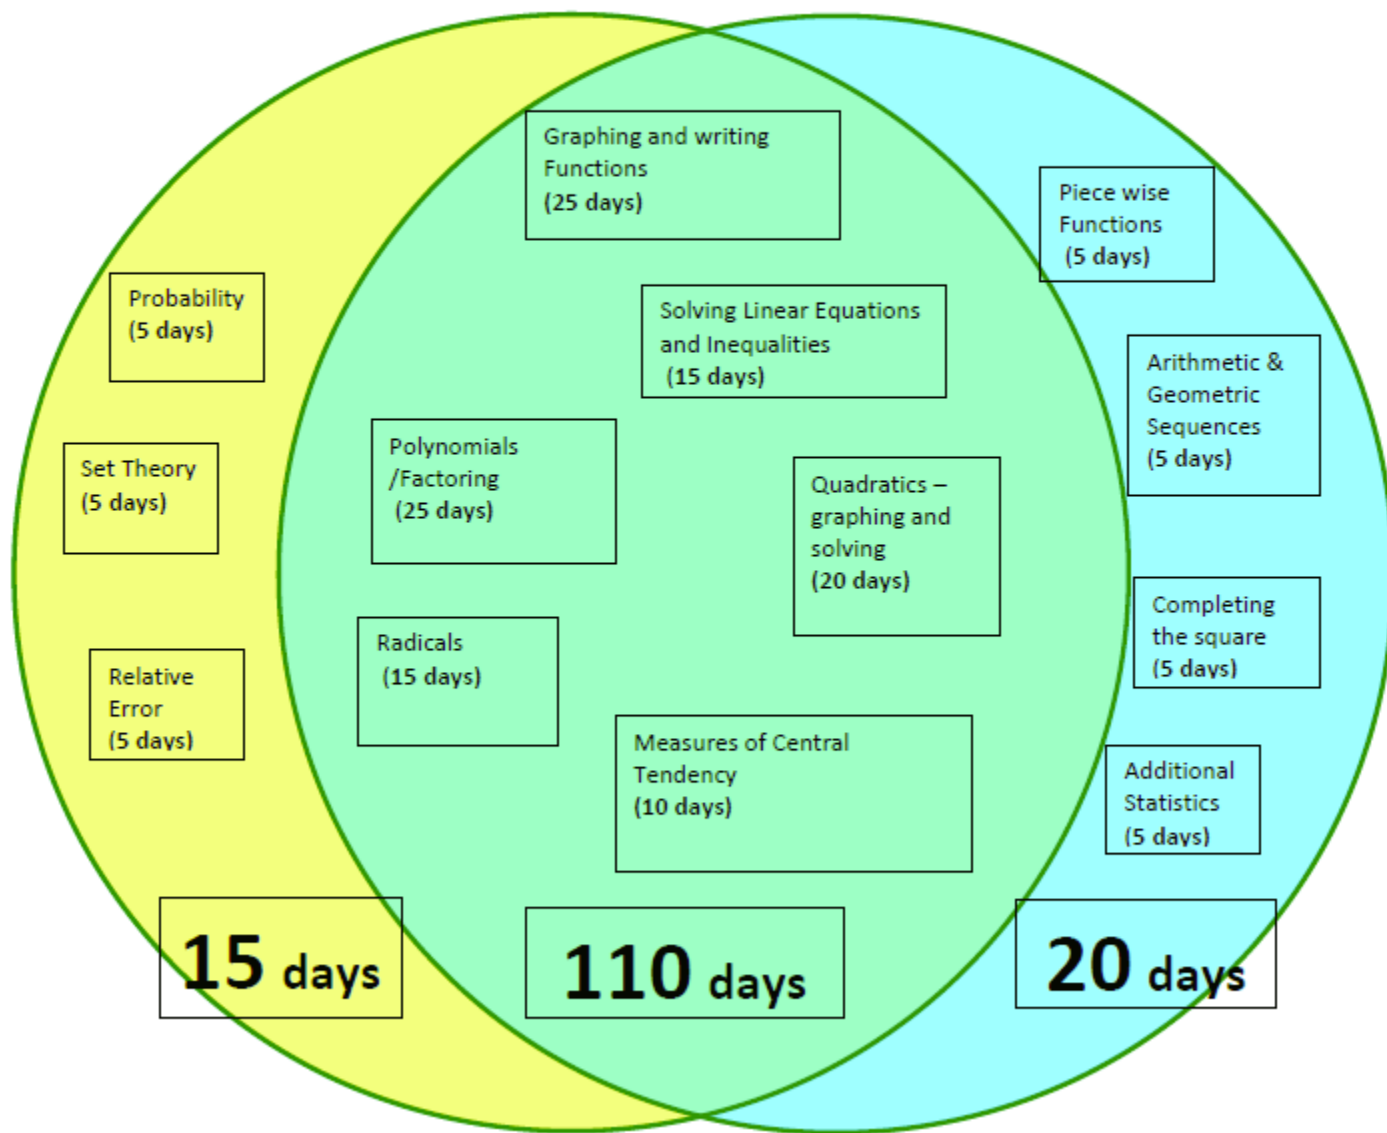 Graphing and writing
Functions
(25 days)
Piece wise
Functions
(5 days)
Probability
(5 days)
Solving Linear Equations
and Inequalities
(15 days)
Arithmetic &
Geometric
Sequences
(5 days)
Polynomials
/Factoring
(25 days)
Set Theory
(5 days)
Quadratics –
graphing and
solving
(20 days)
Completing
the square
(5 days)
Radicals
(15 days)
Relative
Error
(5 days)
Measures of Central
Tendency
(10 days)
Additional
Statistics
(5 days)
15 days
110 days
20 days